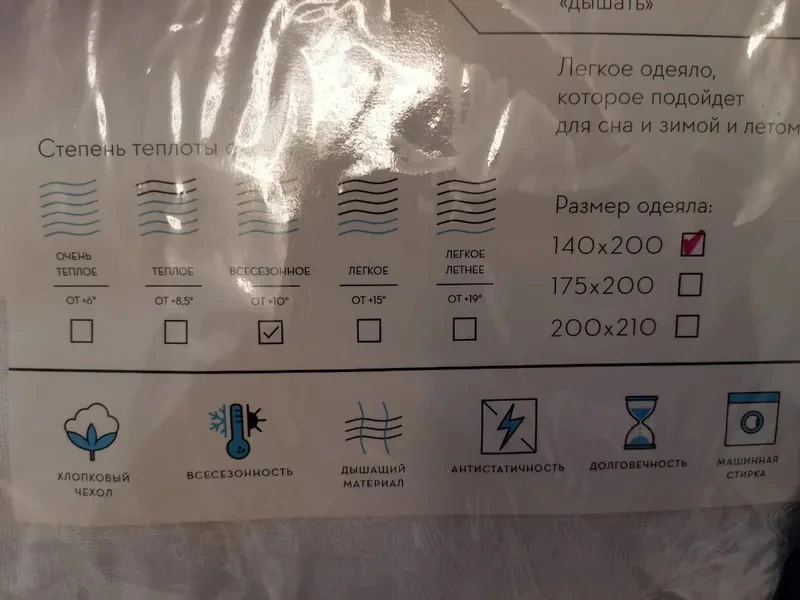 «дышать»
Легкое одеяло,
которое подойдет
для сна и зимой и летом
Степень теплоты
ОЧЕНЬ
ТЕПЛОЕ
ОТ +6°
ТЕПЛОЕ
ОТ +8,5°
ВСЕСЕЗОННОЕ
ОТ +10°
ЛЕГКОЕ
ОТ +15°
ЛЕГКОЕ
ЛЕТНЕЕ
ОТ +19°
Размер одеяла:
140x200
175x200
200x210
ХЛОПКОВЫЙ
ЧЕХОЛ
ВСЕСЕЗОННОСТЬ
ДЫШАЩИЙ
МАТЕРИАЛ
АНТИСТАТИЧНОСТЬ
ДОЛГОВЕЧНОСТЬ
МАШИННАЯ
СТИРКА